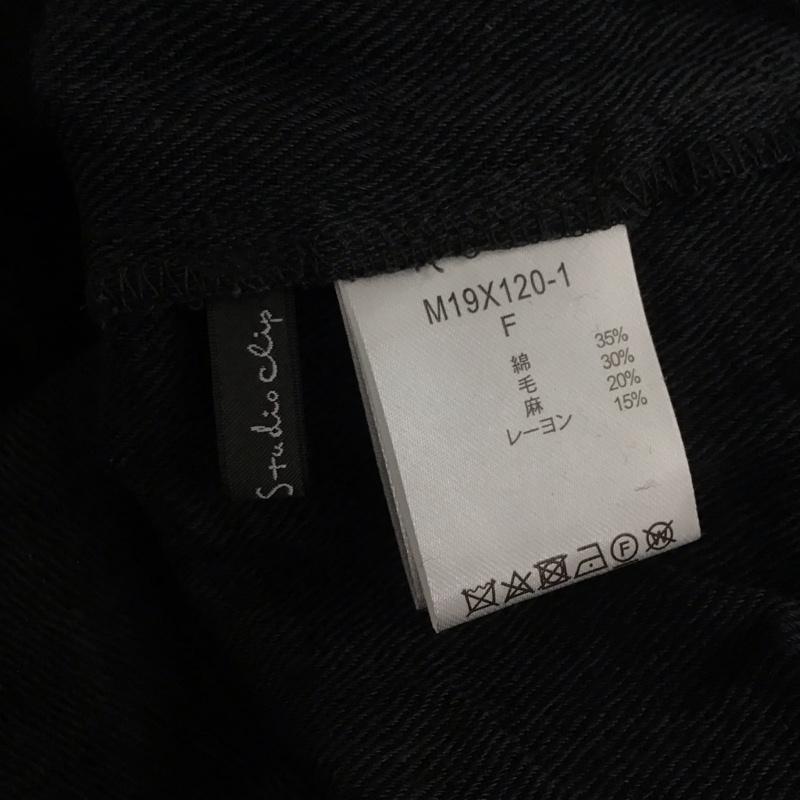 Studio Clip
M19X120-1
F
綿 35%
毛 30%
麻 20%
レーヨン 15%
F
W